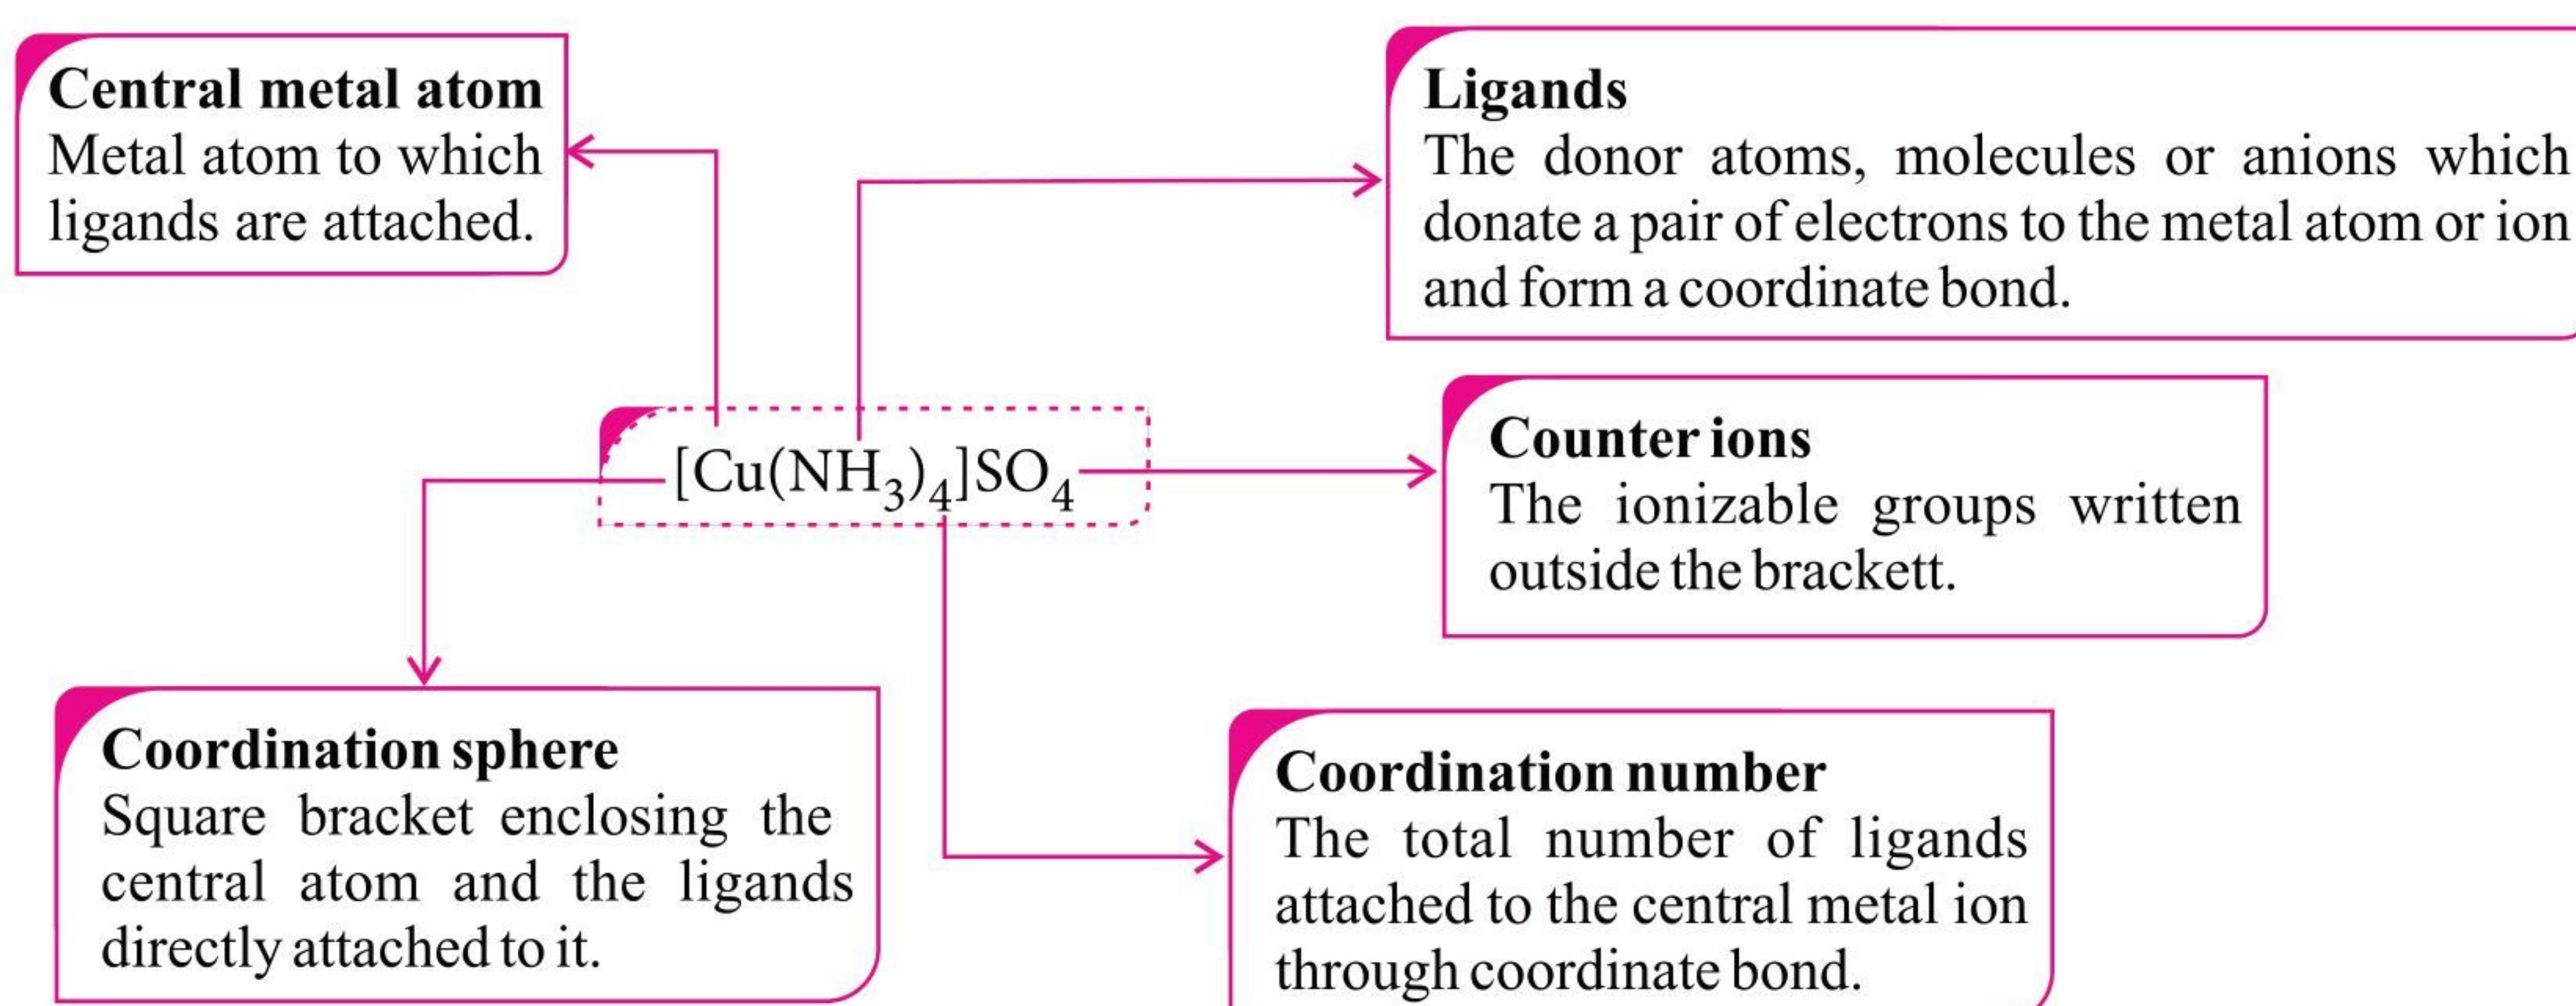 Central metal atom
Metal atom to which
ligands are attached.
Ligands
The donor atoms, molecules or anions which
donate a pair of electrons to the metal atom or ion
and form a coordinate bond.
[Cu(NH₃)₄]SO₄
Counter ions
The ionizable groups written
outside the brackett.
Coordination sphere
Square bracket enclosing the
central atom and the ligands
directly attached to it.
Coordination number
The total number of ligands
attached to the central metal ion
through coordinate bond.